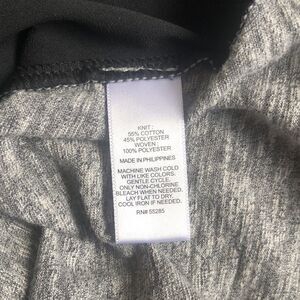 KNIT :
55% COTTON
45% POLYESTER
WOVEN :
100% POLYESTER
MADE IN PHILIPPINES
MACHINE WASH COLD
WITH LIKE COLORS.
GENTLE CYCLE.
ONLY NON-CHLORINE
BLEACH WHEN NEEDED.
LAY FLAT TO DRY.
COOL IRON IF NEEDED.
RN# 55285